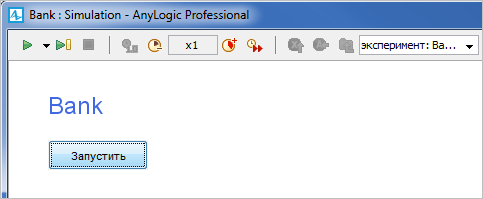 Bank : Simulation - AnyLogic Professional
x1
эксперимент: Ba...
Bank
Запустить